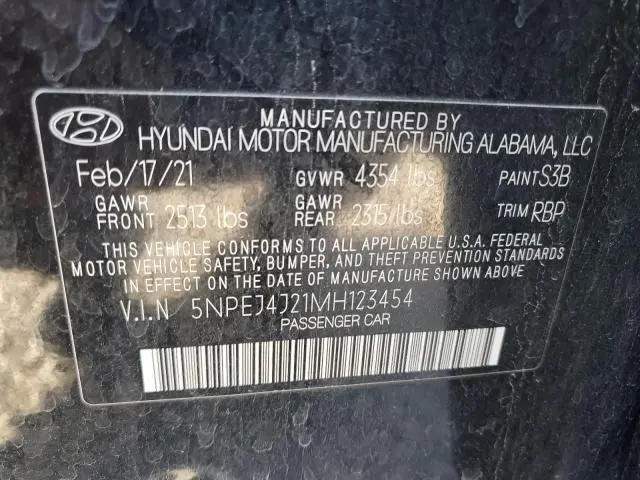 MANUFACTURED BY
HYUNDAI MOTOR MANUFACTURING ALABAMA, LLC
Feb/17/21 GVWR 4354 lbs PAINT S3B
GAWR FRONT 2513 lbs GAWR REAR 2315 lbs TRIM RBP
THIS VEHICLE CONFORMS TO ALL APPLICABLE U.S.A. FEDERAL
MOTOR VEHICLE SAFETY, BUMPER, AND THEFT PREVENTION STANDARDS
IN EFFECT ON THE DATE OF MANUFACTURE SHOWN ABOVE.
V.I.N 5NPEJ4J21MH123454
PASSENGER CAR